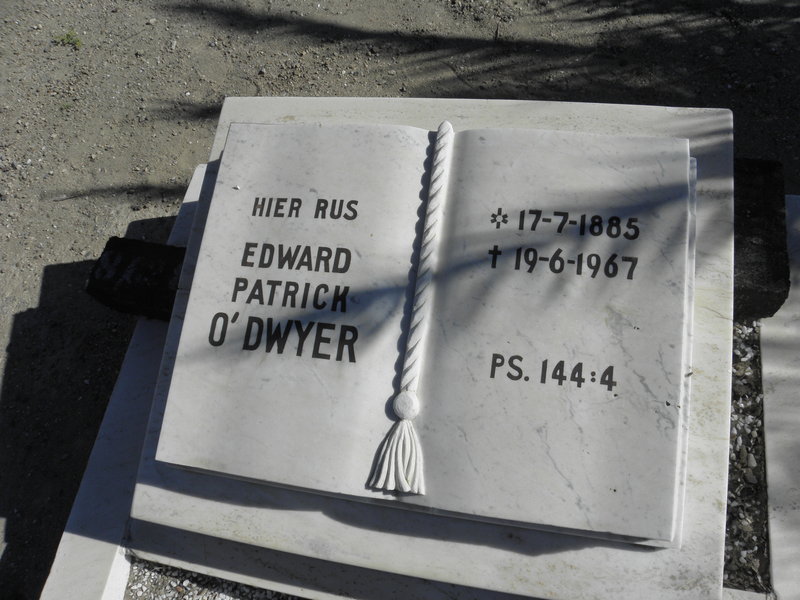 HIER RUS
EDWARD
PATRICK
O'DWYER
✲ 17-7-1885
† 19-6-1967
PS. 144:4